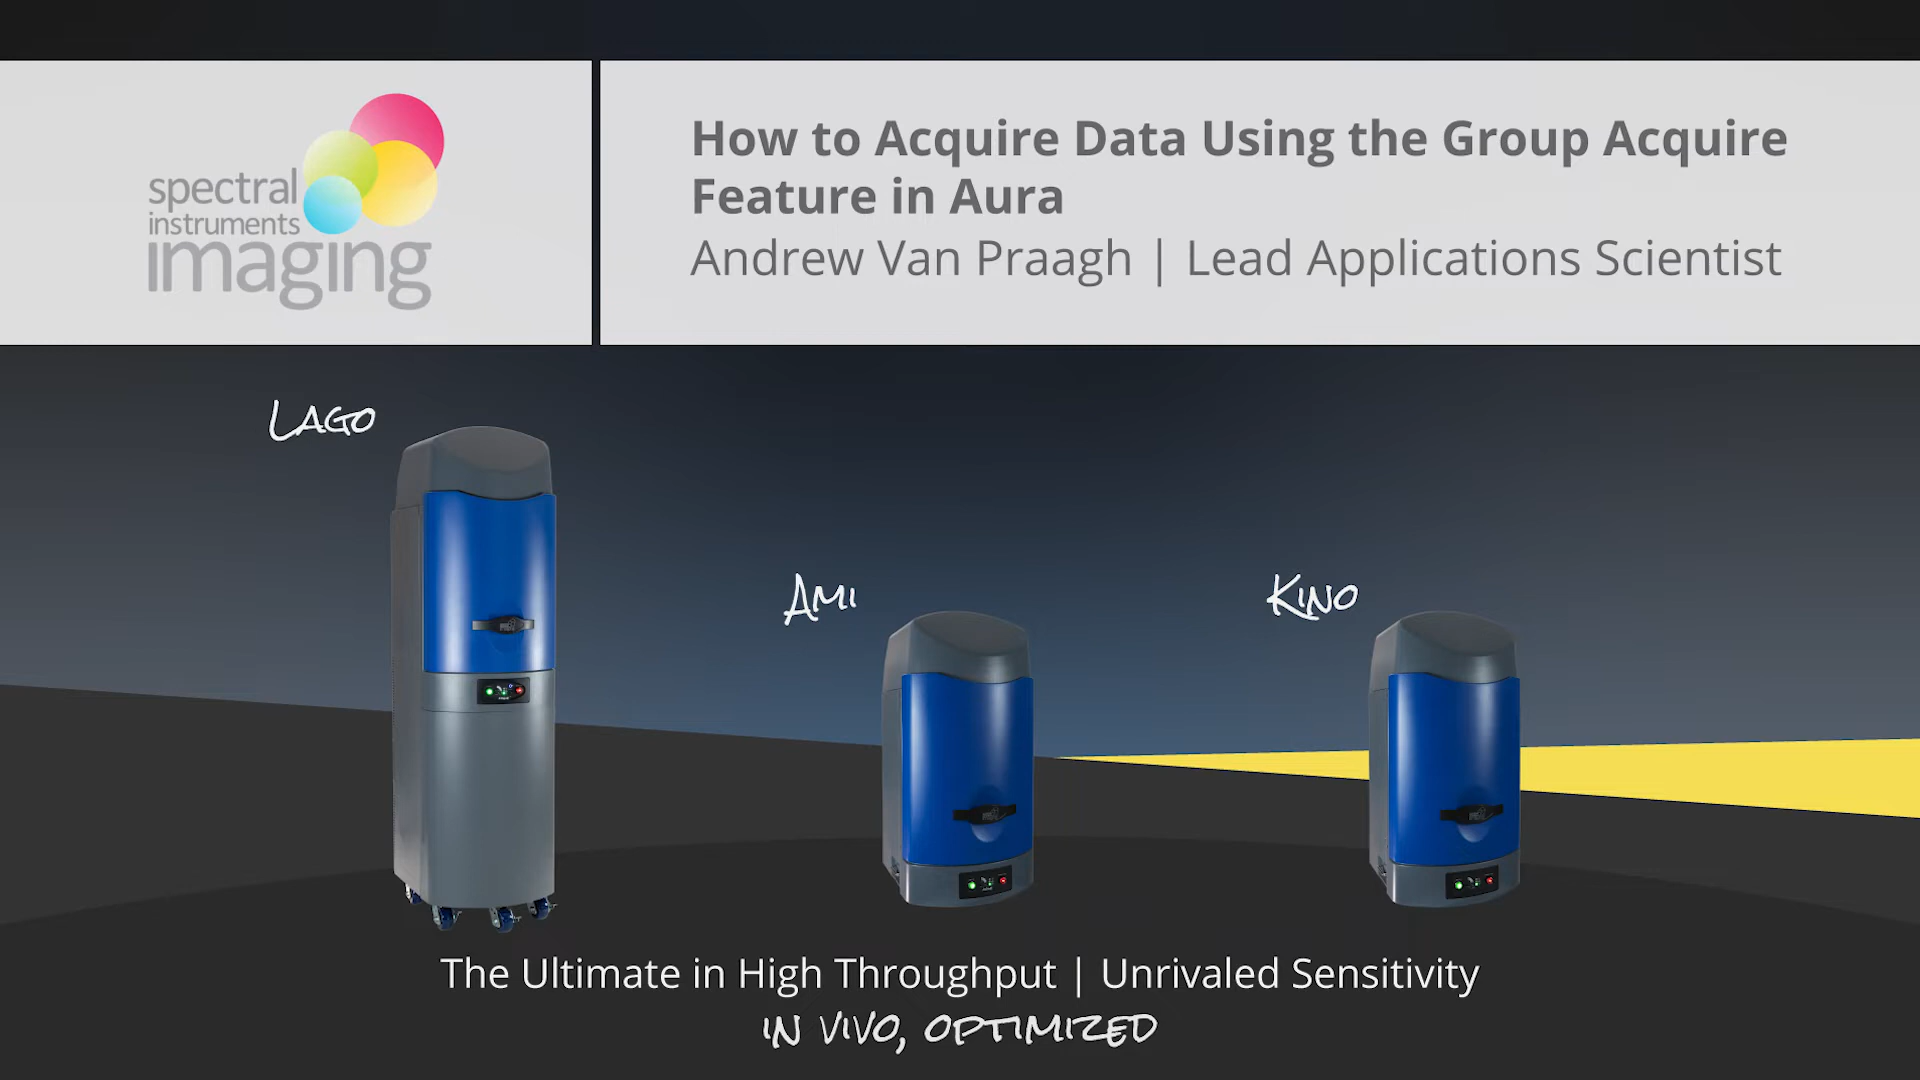 spectral
instruments
imaging
How to Acquire Data Using the Group Acquire
Feature in Aura
Andrew Van Praagh | Lead Applications Scientist
Lago
Ami
Kino
The Ultimate in High Throughput | Unrivaled Sensitivity
in vivo, optimized